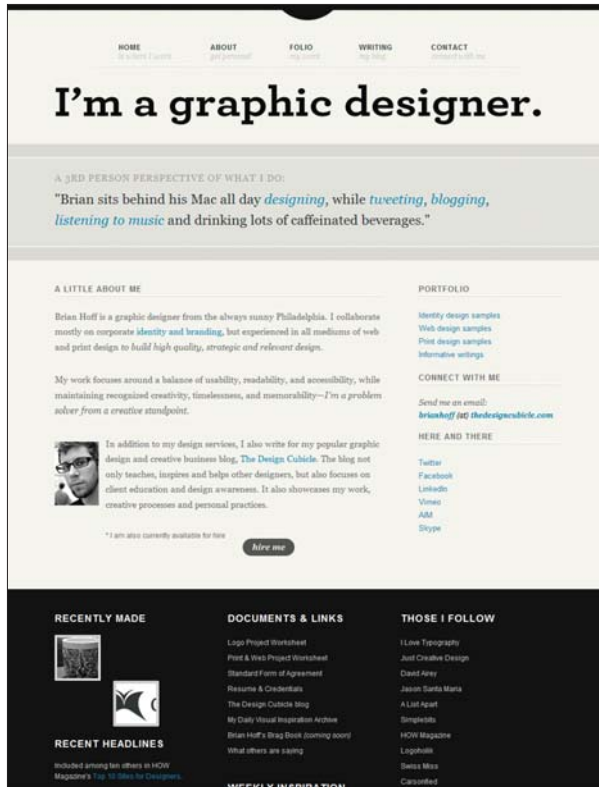 HOME ABOUT FOLIO WRITING CONTACT
get personal my work my blog connect with me
I'm a graphic designer.
A 3RD PERSON PERSPECTIVE OF WHAT I DO:
"Brian sits behind his Mac all day designing, while tweeting, blogging,
listening to music and drinking lots of caffeinated beverages."
A LITTLE ABOUT ME
Brian Hoff is a graphic designer from the always sunny Philadelphia. I collaborate
mostly on corporate identity and branding, but experienced in all mediums of web
and print design to build high quality, strategic and relevant design.
My work focuses around a balance of usability, readability, and accessibility, while
maintaining recognized creativity, timelessness, and memorability—I'm a problem
solver from a creative standpoint.
In addition to my design services, I also write for my popular graphic
design and creative business blog, The Design Cubicle. The blog not
only teaches, inspires and helps other designers, but also focuses on
client education and design awareness. It also showcases my work,
creative processes and personal practices.
* I am also currently available for hire
hire me
PORTFOLIO
Identity design samples
Web design samples
Print design samples
Informative writings
CONNECT WITH ME
Send me an email:
brianhoff (at) thedesigncubicle.com
HERE AND THERE
Twitter
Facebook
LinkedIn
Vimeo
AIM
Skype
RECENTLY MADE
RECENT HEADLINES
Included among ten others in HOW
Magazine's Top 10 Sites for Designers.
DOCUMENTS & LINKS
Logo Project Worksheet
Print & Web Project Worksheet
Standard Form of Agreement
Resume & Credentials
The Design Cubicle blog
My Daily Visual Inspiration Archive
Brian Hoff's Brag Book (coming soon)
What others are saying
WEEKLY INSPIRATION
THOSE I FOLLOW
I Love Typography
Just Creative Design
David Airey
Jason Santa Maria
A List Apart
Simplebits
HOW Magazine
Logoholik
Swiss Miss
Carsonified